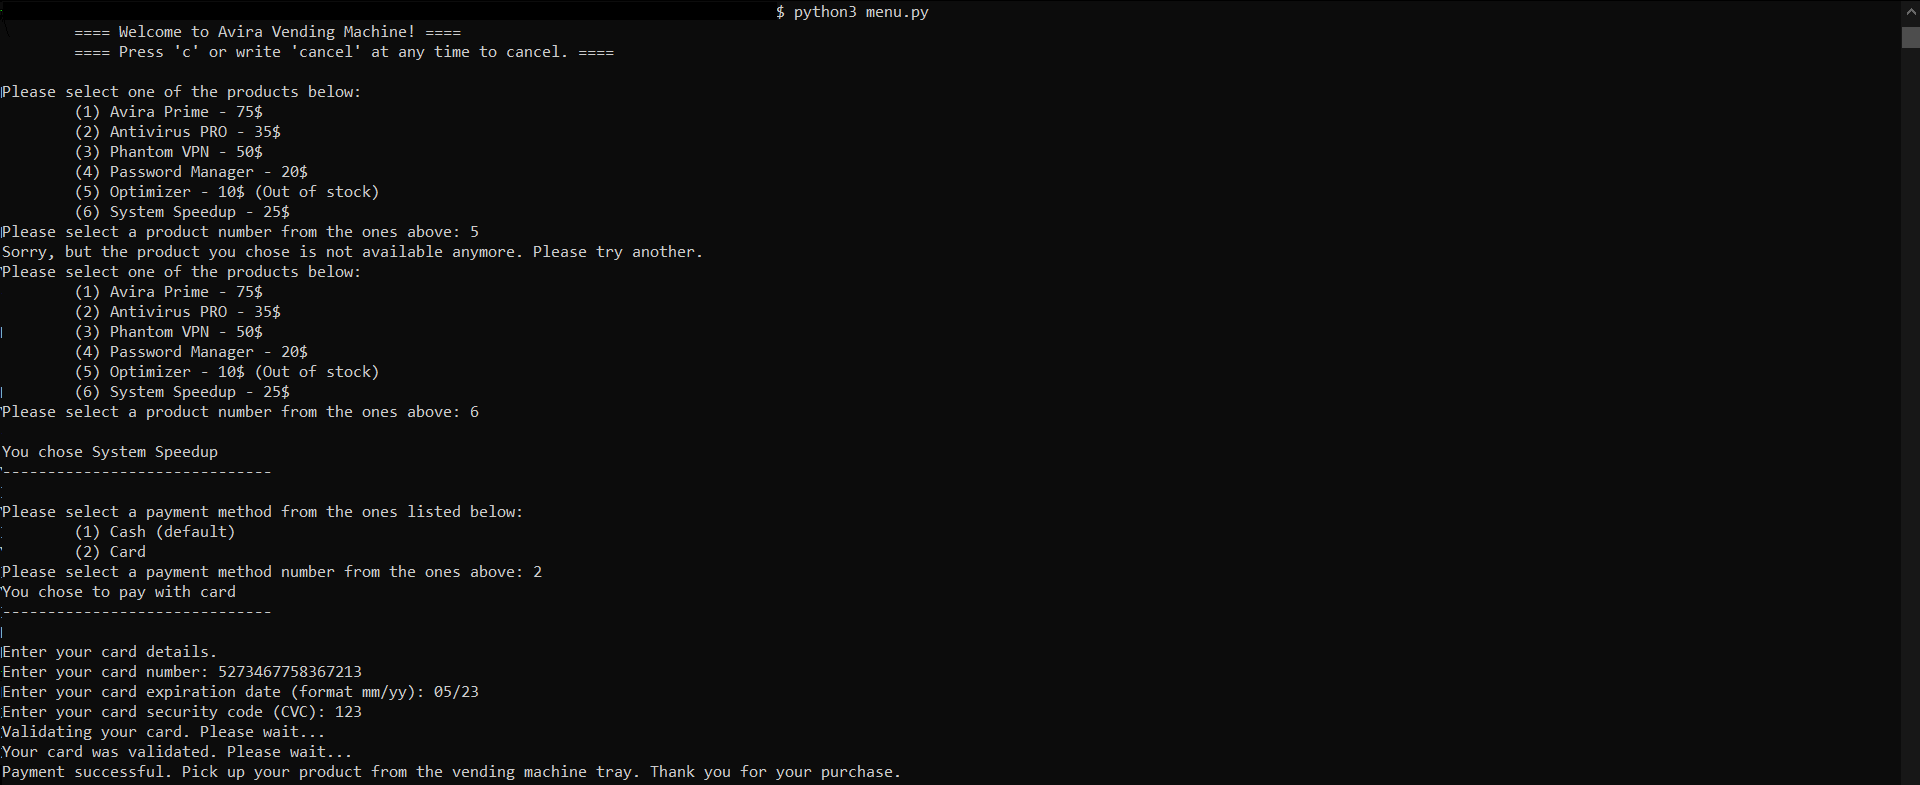 $ python3 menu.py
==== Welcome to Avira Vending Machine! ====
==== Press 'c' or write 'cancel' at any time to cancel. ====
Please select one of the products below:
(1) Avira Prime - 75$
(2) Antivirus PRO - 35$
(3) Phantom VPN - 50$
(4) Password Manager - 20$
(5) Optimizer - 10$ (Out of stock)
(6) System Speedup - 25$
Please select a product number from the ones above: 5
Sorry, but the product you chose is not available anymore. Please try another.
Please select one of the products below:
(1) Avira Prime - 75$
(2) Antivirus PRO - 35$
(3) Phantom VPN - 50$
(4) Password Manager - 20$
(5) Optimizer - 10$ (Out of stock)
(6) System Speedup - 25$
Please select a product number from the ones above: 6
You chose System Speedup
------------------------------
Please select a payment method from the ones listed below:
(1) Cash (default)
(2) Card
Please select a payment method number from the ones above: 2
You chose to pay with card
------------------------------
Enter your card details.
Enter your card number: 5273467758367213
Enter your card expiration date (format mm/yy): 05/23
Enter your card security code (CVC): 123
Validating your card. Please wait...
Your card was validated. Please wait...
Payment successful. Pick up your product from the vending machine tray. Thank you for your purchase.